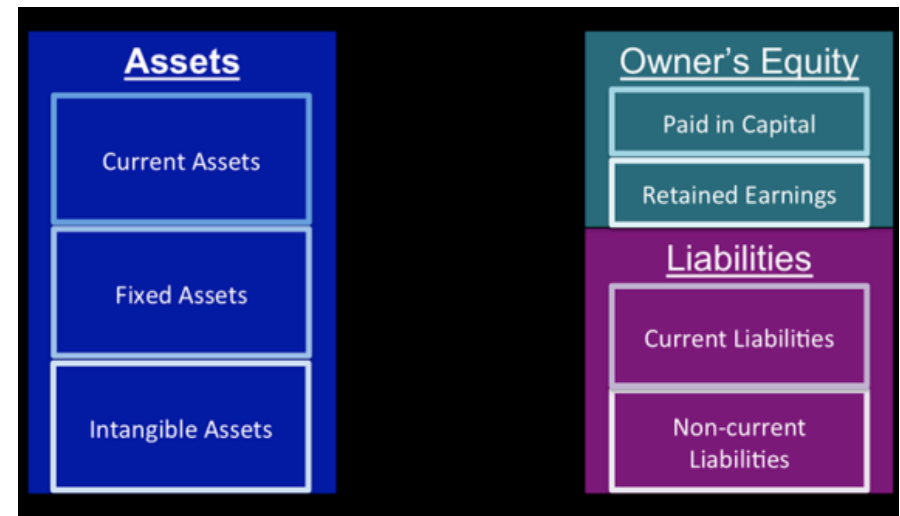 Assets
Current Assets
Fixed Assets
Intangible Assets
Owner’s Equity
Paid in Capital
Retained Earnings
Liabilities
Current Liabilities
Non-current
Liabilities